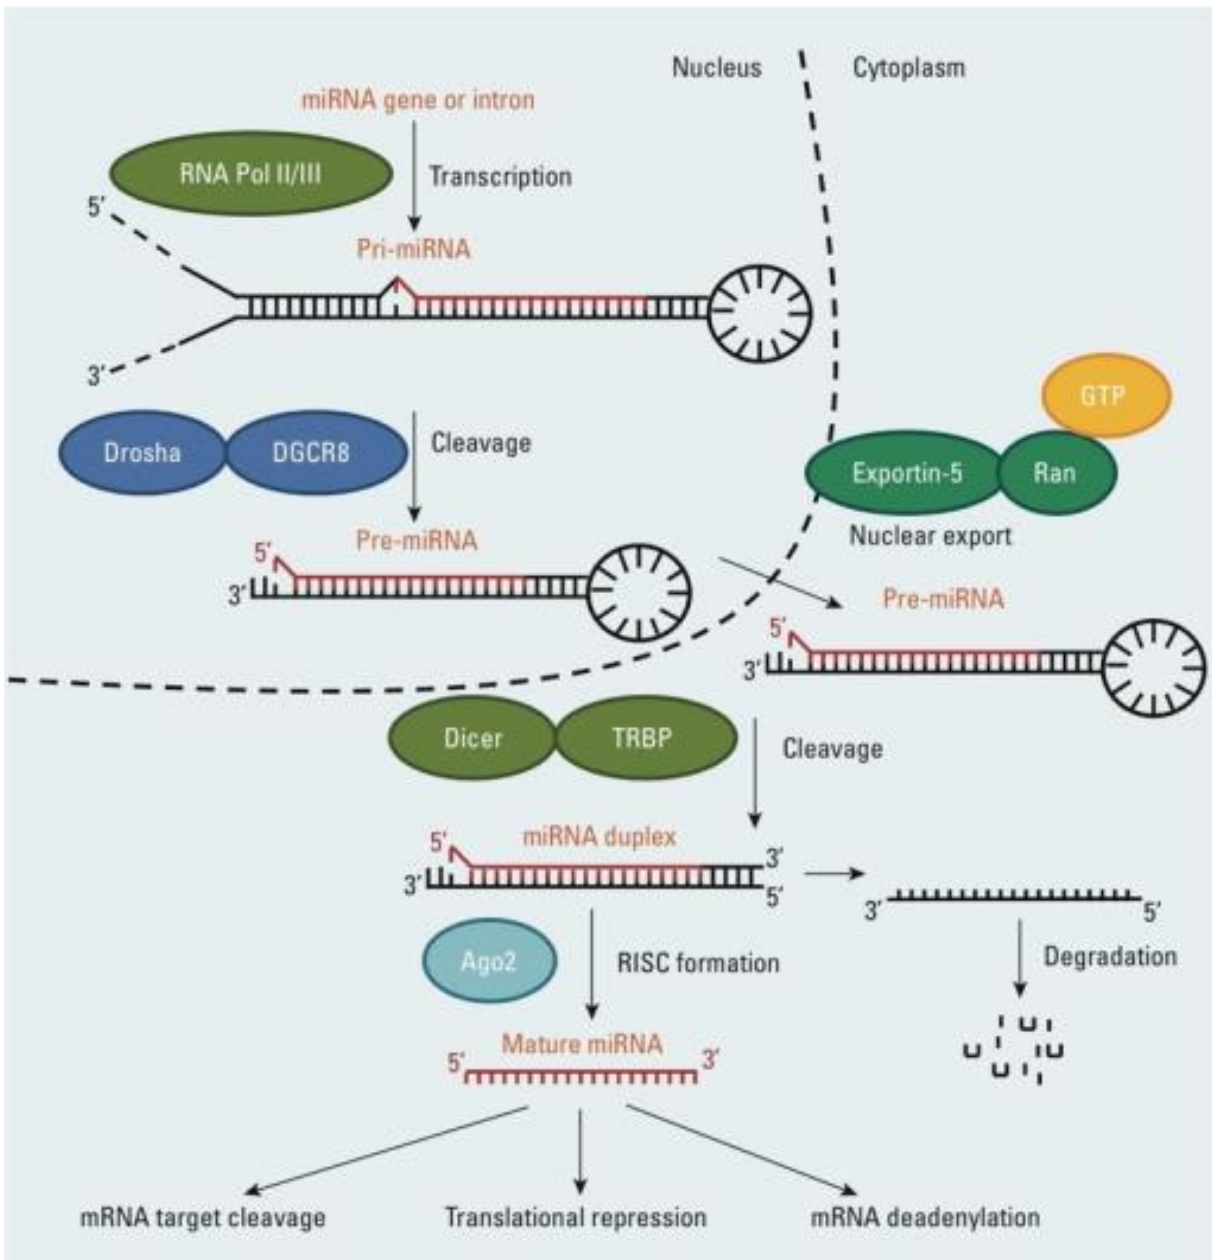 Nucleus
Cytoplasm
miRNA gene or intron
RNA Pol II/III
Transcription
5′
Pri-miRNA
3′
GTP
Drosha
DGCR8
Cleavage
Exportin-5
Ran
Nuclear export
5′
Pre-miRNA
3′
Pre-miRNA
5′
3′
Dicer
TRBP
Cleavage
5′
miRNA duplex
3′
3′
5′
3′
5′
Ago2
RISC formation
Degradation
Mature miRNA
5′
3′
mRNA target cleavage
Translational repression
mRNA deadenylation